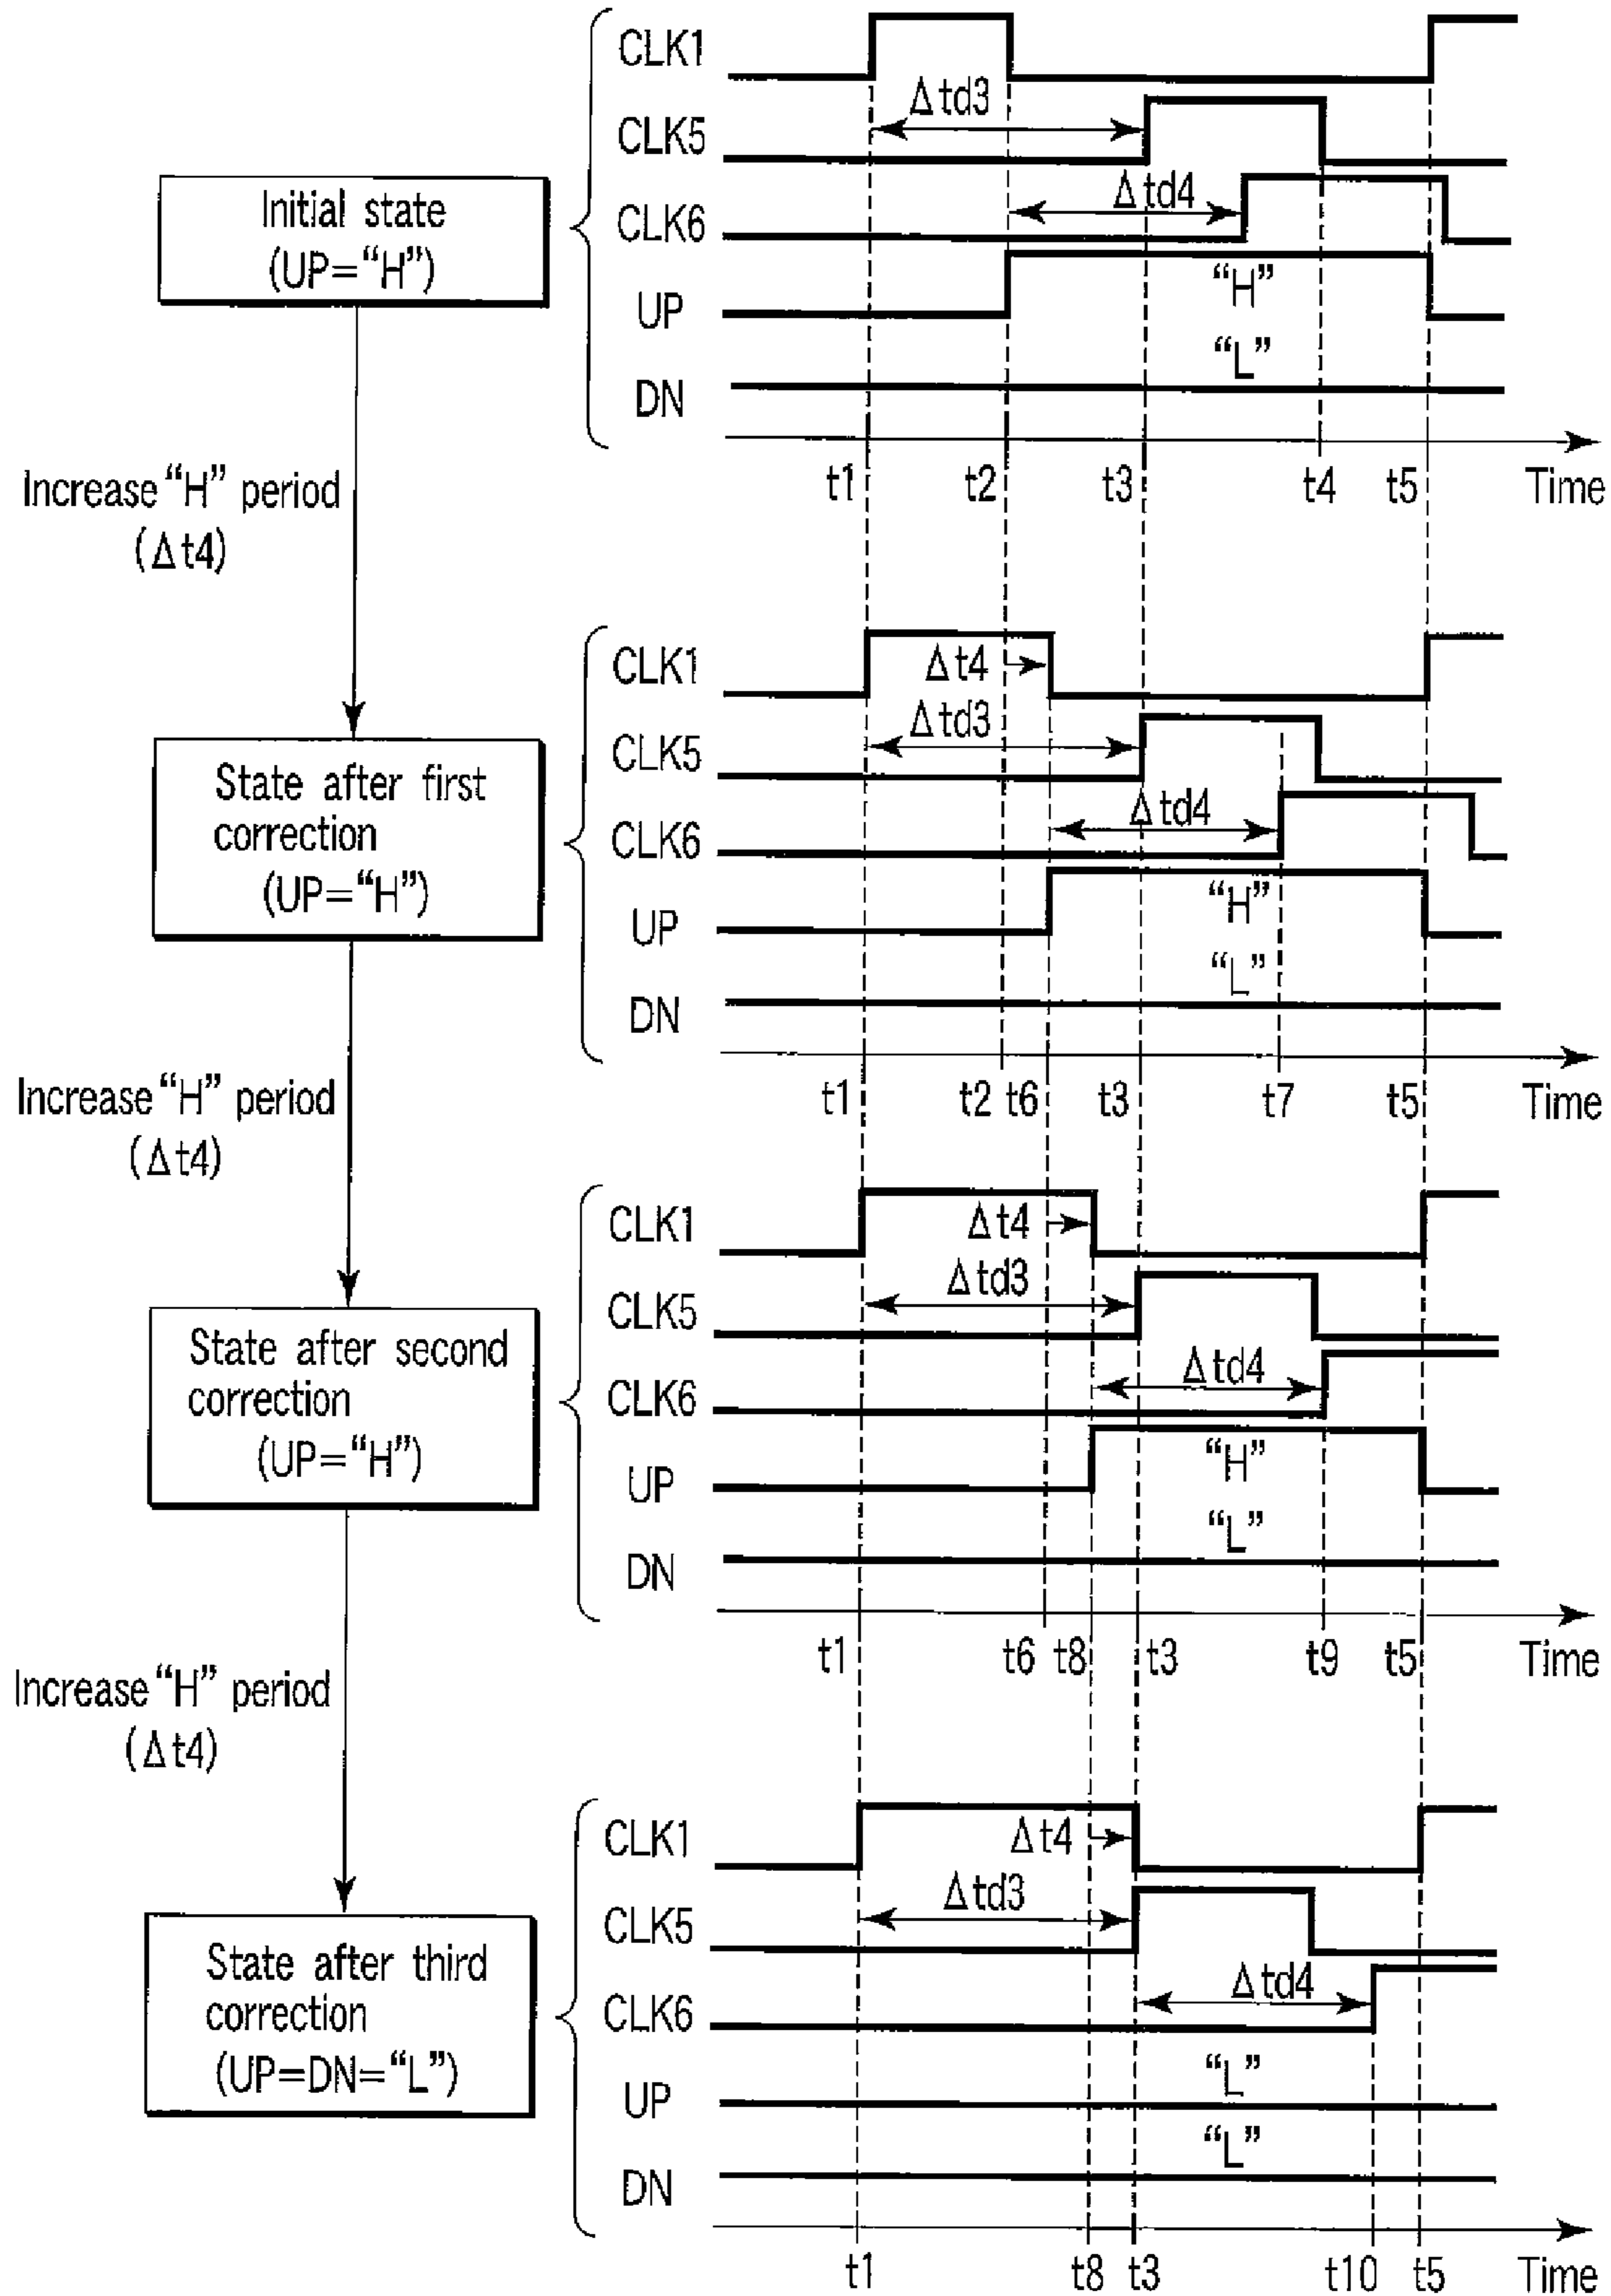 Initial state
(UP=“H”)
CLK1
Δtd3
CLK5
Δtd4
CLK6
“H”
UP
“L”
DN
t1 t2 t3 t4 t5 Time
Increase “H” period
(Δt4)
State after first
correction
(UP=“H”)
CLK1
Δt4
Δtd3
CLK5
Δtd4
CLK6
“H”
UP
“L”
DN
t1 t2 t6 t3 t7 t5 Time
Increase “H” period
(Δt4)
State after second
correction
(UP=“H”)
CLK1
Δt4
Δtd3
CLK5
Δtd4
CLK6
“H”
UP
“L”
DN
t1 t6 t8 t3 t9 t5 Time
Increase “H” period
(Δt4)
State after third
correction
(UP=DN=“L”)
CLK1
Δt4
Δtd3
CLK5
Δtd4
CLK6
“L”
UP
“L”
DN
t1 t8 t3 t10 t5 Time